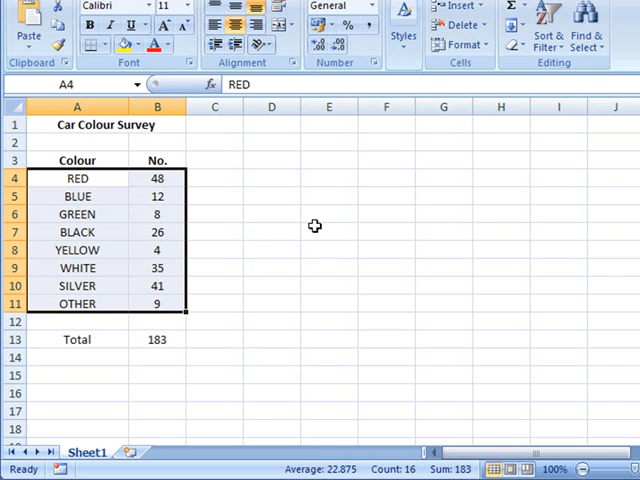 Calibri 11 General Insert Σ
Paste B I U Styles Delete Sort & Find &
Format Filter Select
Clipboard Font Alignment Number Cells Editing
A4 fx RED
A B C D E F G H I J
1 Car Colour Survey
2
3 Colour No.
4 RED 48
5 BLUE 12
6 GREEN 8
7 BLACK 26
8 YELLOW 4
9 WHITE 35
10 SILVER 41
11 OTHER 9
12
13 Total 183
14
15
16
17
18
Sheet1
Ready Average: 22.875 Count: 16 Sum: 183 100%